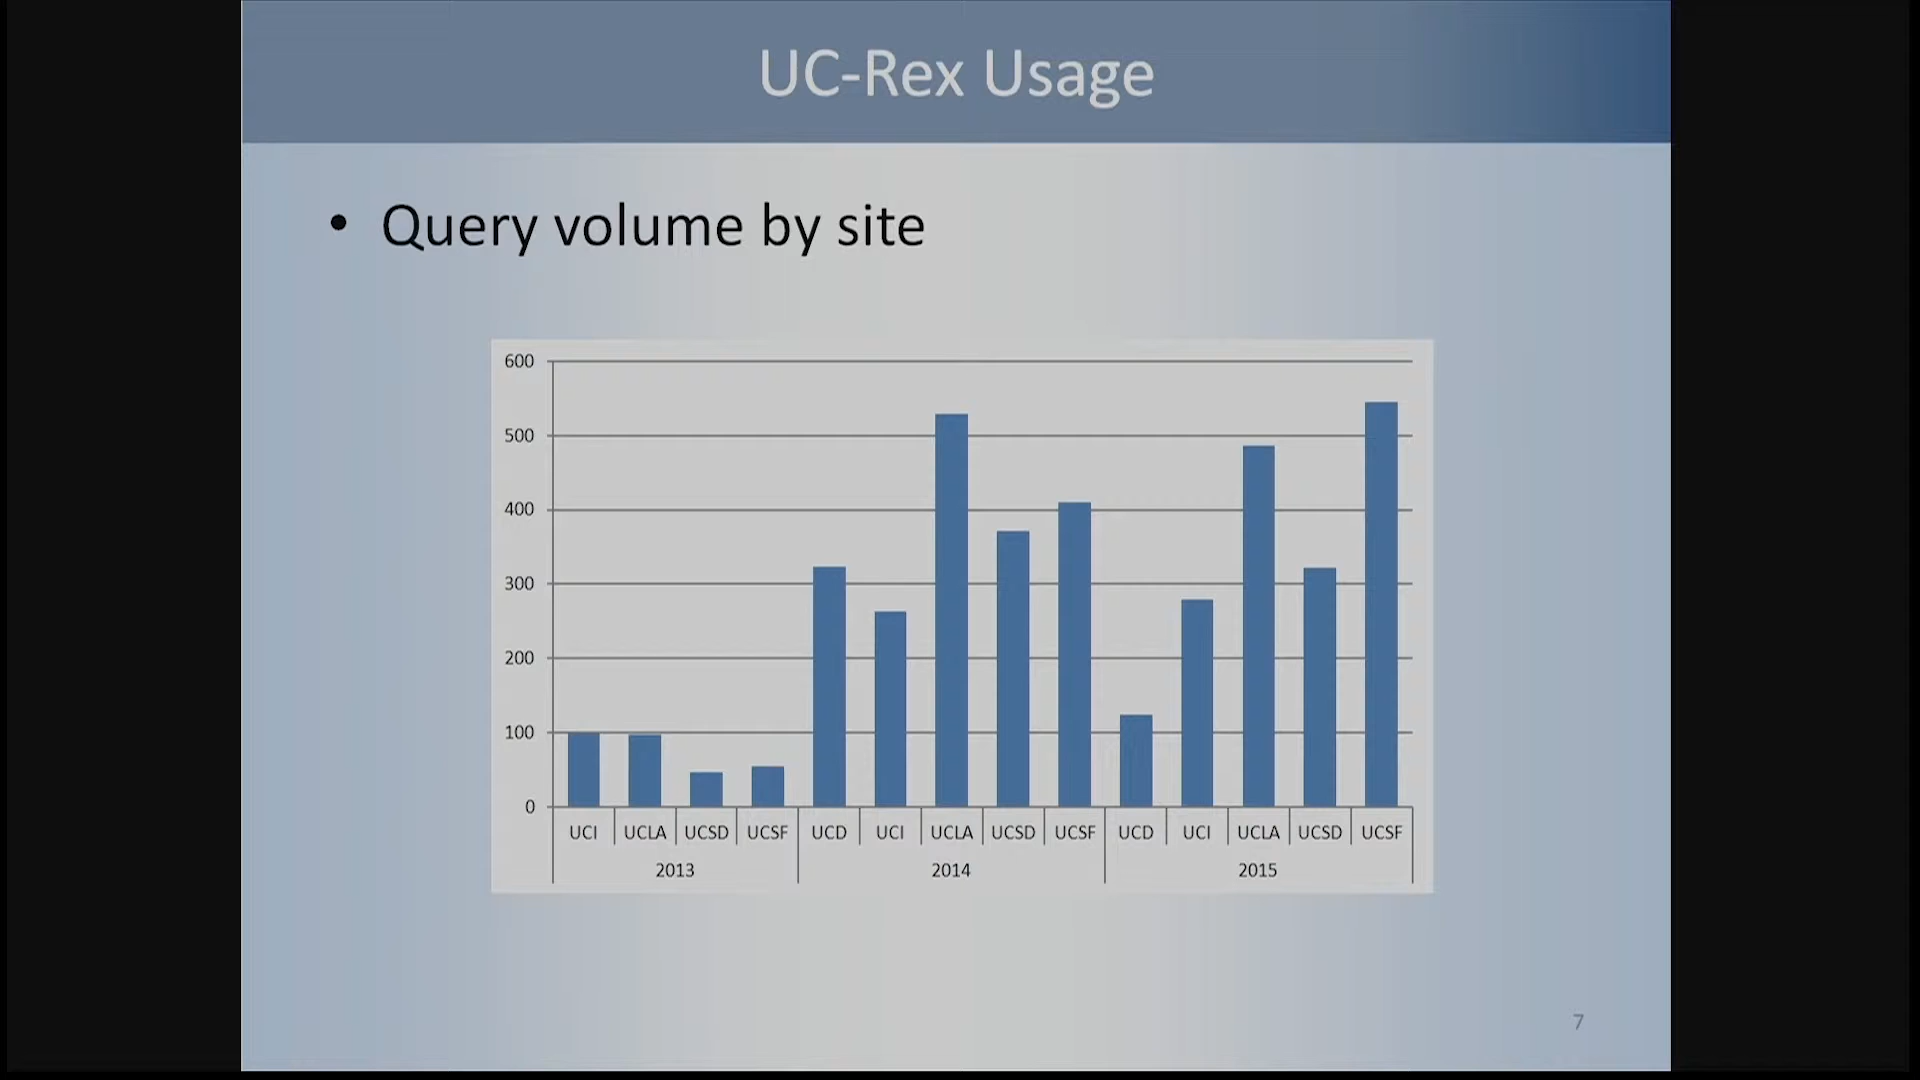 UC-Rex Usage
• Query volume by site
600
500
400
300
200
100
0
UCI UCLA UCSD UCSF UCD UCI UCLA UCSD UCSF UCD UCI UCLA UCSD UCSF
2013 2014 2015
7